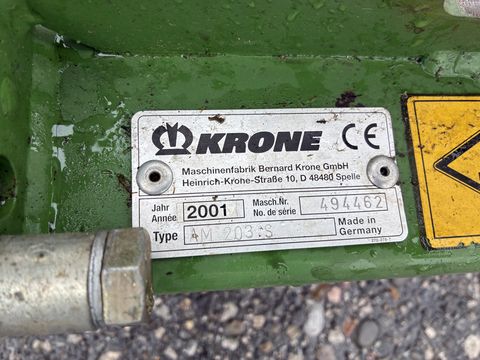 KRONE CE
Maschinenfabrik Bernard Krone GmbH
Heinrich-Krohe-Straße 10, D 48480 Spelle
Jahr
Année 2001
Masch.Nr.
No. de série 494462
Type AM 203.S
Made in
Germany